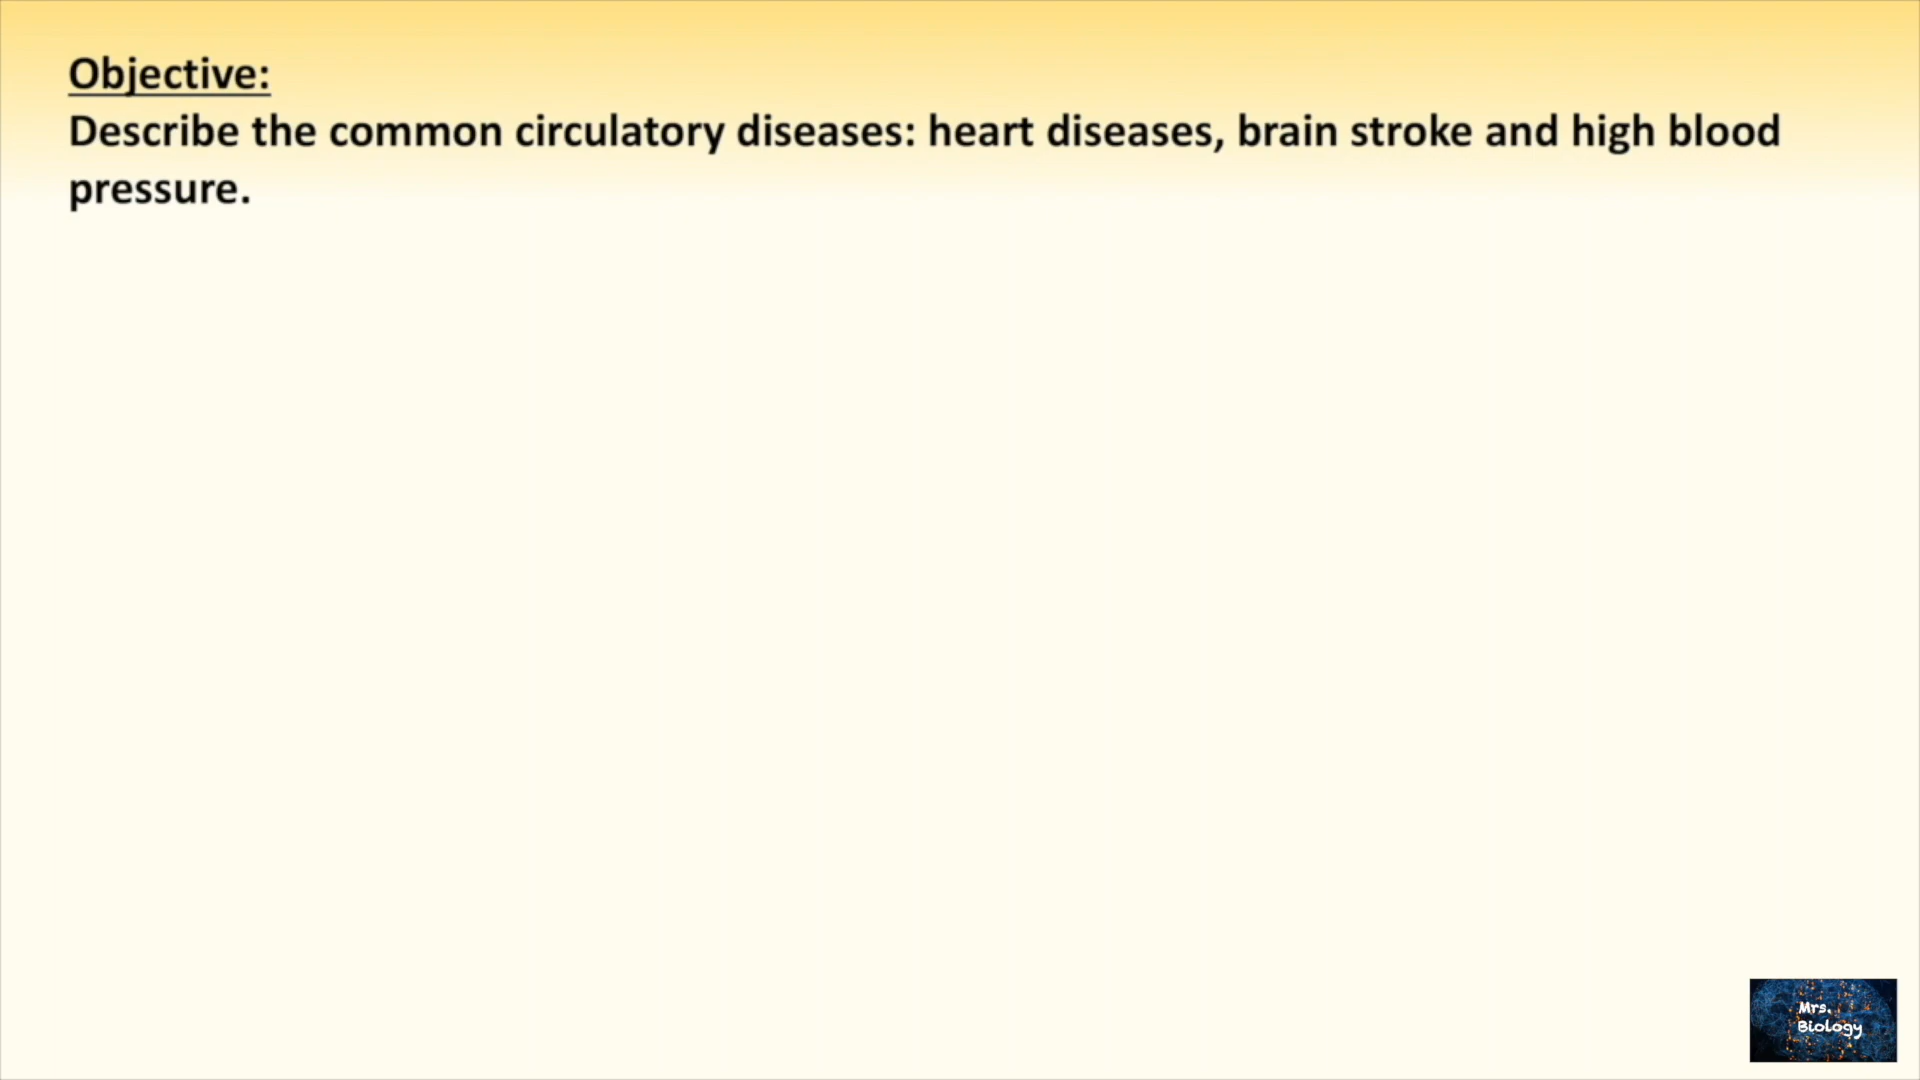 Objective:
Describe the common circulatory diseases: heart diseases, brain stroke and high blood
pressure.
Mrs.
Biology